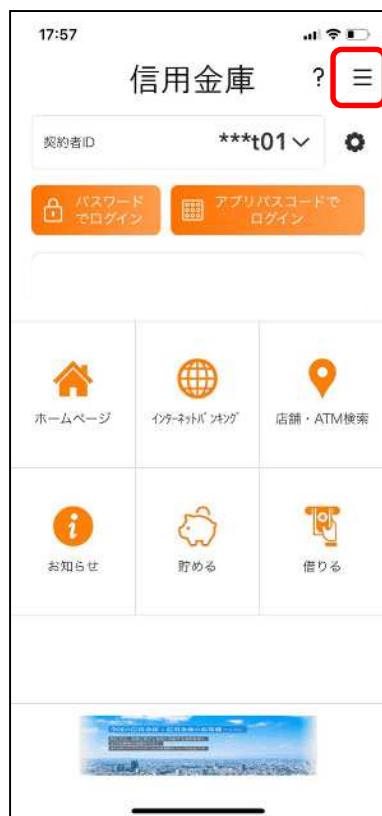 17:57
信用金庫 ?
契約者ID ***t01
パスワード
でログイン
アプリパスコードで
ログイン
ホームページ
インターネットバンキング
店舗・ATM検索
お知らせ
貯める
借りる